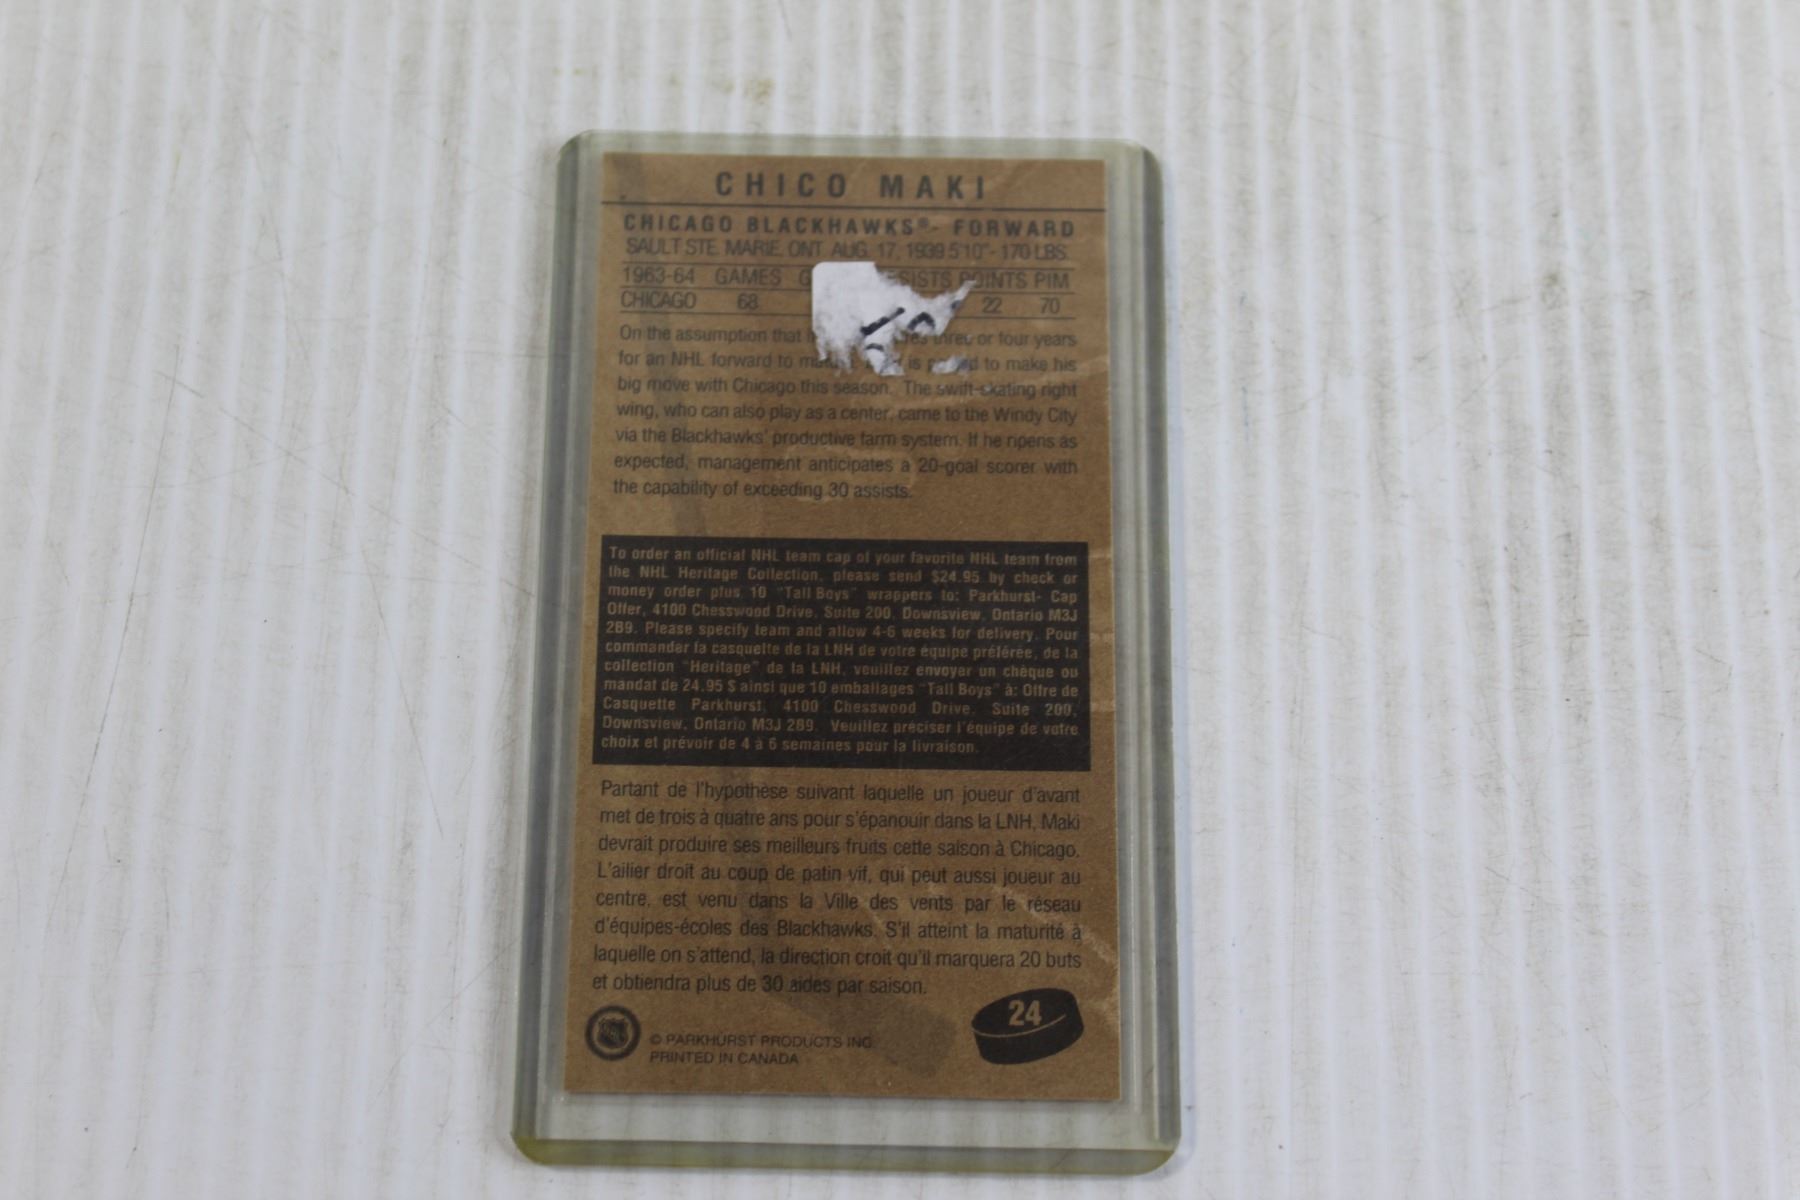 CHICO MAKI
CHICAGO BLACKHAWKS®- FORWARD
SAULT STE. MARIE, ONT AUG. 17, 1939 5'10"- 170 LBS.
1963-64 GAMES POINTS PIM
CHICAGO 68 22 70
On the assumption that three or four years
for an NHL forward to is to make his
big move with Chicago this season. The swift-skating right
wing, who can also play as a center, came to the Windy City
via the Blackhawks' productive farm system. If he ripens as
expected, management anticipates a 20-goal scorer with
the capability of exceeding 30 assists.
To order an official NHL team cap of your favorite NHL team from
the NHL Heritage Collection, please send $24.95 by check or
money order plus 10 "Tall Boys" wrappers to: Parkhurst- Cap
Offer, 4100 Chesswood Drive, Suite 200, Downsview, Ontario M3J
2B9. Please specify team and allow 4-6 weeks for delivery. Pour
commander la casquette de la LNH de votre équipe préférée, de la
collection "Heritage" de la LNH, veuillez envoyer un chèque ou
mandat de 24.95 $ ainsi que 10 emballages "Tall Boys" à: Offre de
Casquette Parkhurst, 4100 Chesswood Drive, Suite 200,
Downsview, Ontario M3J 2B9. Veuillez préciser l'équipe de votre
choix et prévoir de 4 à 6 semaines pour la livraison.
Partant de l'hypothèse suivant laquelle un joueur d'avant
met de trois à quatre ans pour s'épanouir dans la LNH, Maki
devrait produire ses meilleurs fruits cette saison à Chicago.
L'ailier droit au coup de patin vif, qui peut aussi joueur au
centre, est venu dans la Ville des vents par le réseau
d'équipes-écoles des Blackhawks. S'il atteint la maturité à
laquelle on s'attend, la direction croit qu'il marquera 20 buts
et obtiendra plus de 30 aides par saison.
24
© PARKHURST PRODUCTS INC.
PRINTED IN CANADA